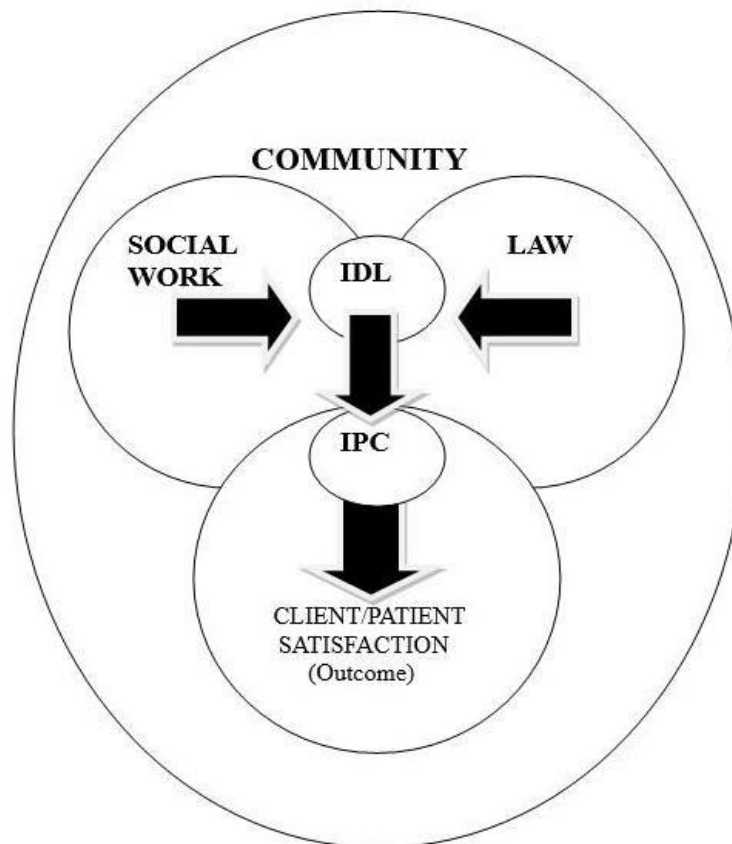 COMMUNITY
SOCIAL
WORK
IDL
LAW
IPC
CLIENT/PATIENT
SATISFACTION
(Outcome)